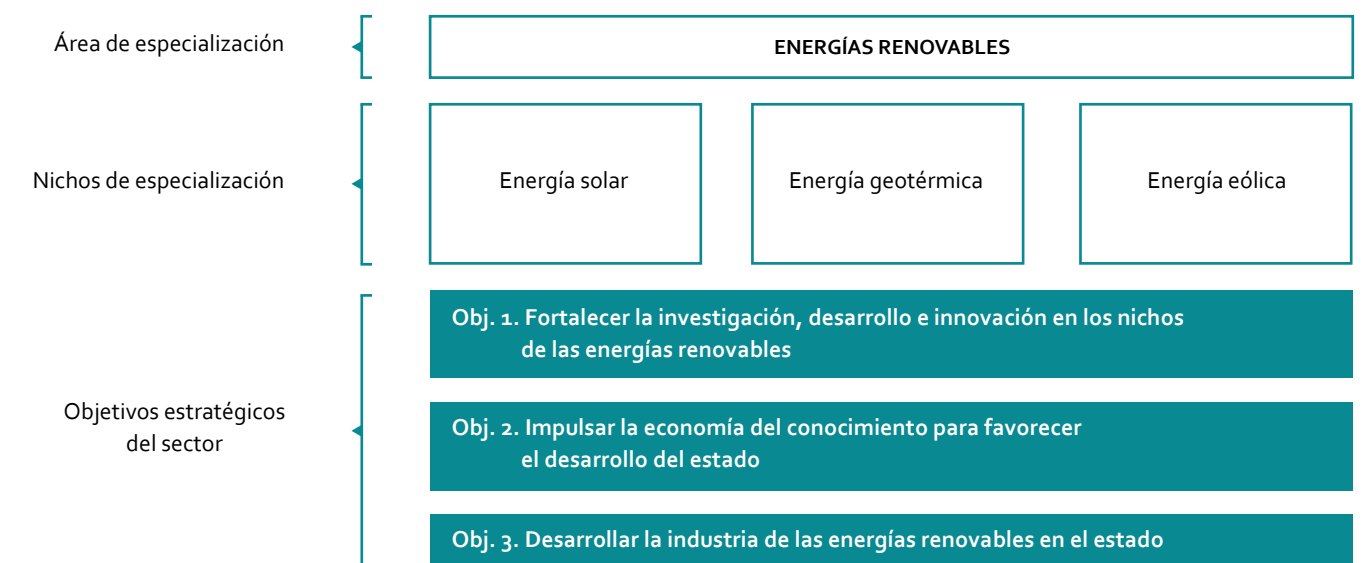 Área de especialización
ENERGÍAS RENOVABLES
Nichos de especialización
Energía solar
Energía geotérmica
Energía eólica
Objetivos estratégicos
del sector
Obj. 1. Fortalecer la investigación, desarrollo e innovación en los nichos
de las energías renovables
Obj. 2. Impulsar la economía del conocimiento para favorecer
el desarrollo del estado
Obj. 3. Desarrollar la industria de las energías renovables en el estado